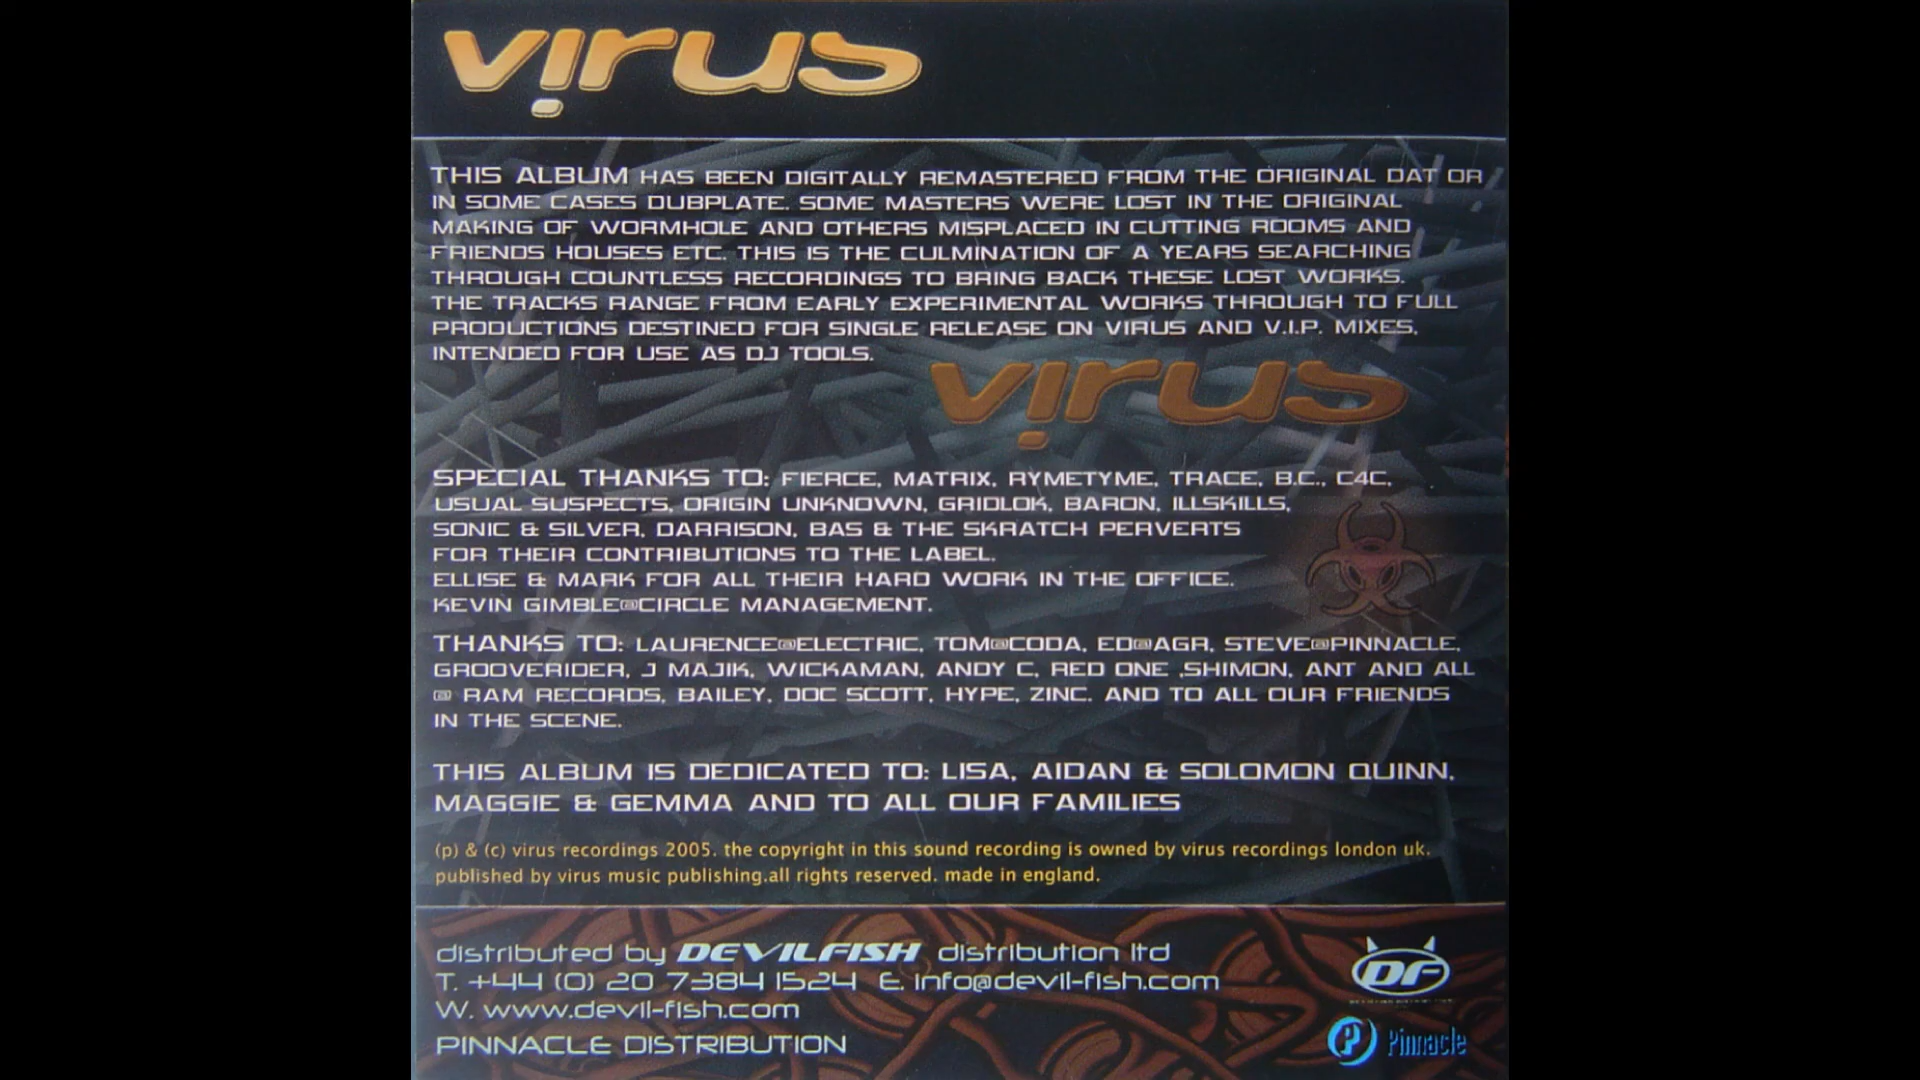 virus
THIS ALBUM HAS BEEN DIGITALLY REMASTERED FROM THE ORIGINAL DAT OR
IN SOME CASES DUBPLATE. SOME MASTERS WERE LOST IN THE ORIGINAL
MAKING OF WORMHOLE AND OTHERS MISPLACED IN CUTTING ROOMS AND
FRIENDS HOUSES ETC. THIS IS THE CULMINATION OF A YEARS SEARCHING
THROUGH COUNTLESS RECORDINGS TO BRING BACK THESE LOST WORKS.
THE TRACKS RANGE FROM EARLY EXPERIMENTAL WORKS THROUGH TO FULL
PRODUCTIONS DESTINED FOR SINGLE RELEASE ON VIRUS AND V.I.P. MIXES,
INTENDED FOR USE AS DJ TOOLS.
virus
SPECIAL THANKS TO: FIERCE, MATRIX, RYMETYME, TRACE, B.C., C4C,
USUAL SUSPECTS, ORIGIN UNKNOWN, GRIDLOK, BARON, ILLSKILLS,
SONIC & SILVER, DARRISON, BAS & THE SKRATCH PERVERTS
FOR THEIR CONTRIBUTIONS TO THE LABEL.
ELLISE & MARK FOR ALL THEIR HARD WORK IN THE OFFICE.
KEVIN GIMBLE@CIRCLE MANAGEMENT.
THANKS TO: LAURENCE@ELECTRIC, TOM@CODA, ED@AGR, STEVE@PINNACLE,
GROOVERIDER, J MAJIK, WICKAMAN, ANDY C, RED ONE ,SHIMON, ANT AND ALL
@ RAM RECORDS, BAILEY, DOC SCOTT, HYPE, ZINC. AND TO ALL OUR FRIENDS
IN THE SCENE.
THIS ALBUM IS DEDICATED TO: LISA, AIDAN & SOLOMON QUINN,
MAGGIE & GEMMA AND TO ALL OUR FAMILIES
(p) & (c) virus recordings 2005. the copyright in this sound recording is owned by virus recordings london uk.
published by virus music publishing.all rights reserved. made in england.
distributed by DEVILFISH distribution ltd
T. +44 (0) 20 7384 1524 E. info@devil-fish.com
W. www.devil-fish.com
DF
PINNACLE DISTRIBUTION
P Pinnacle